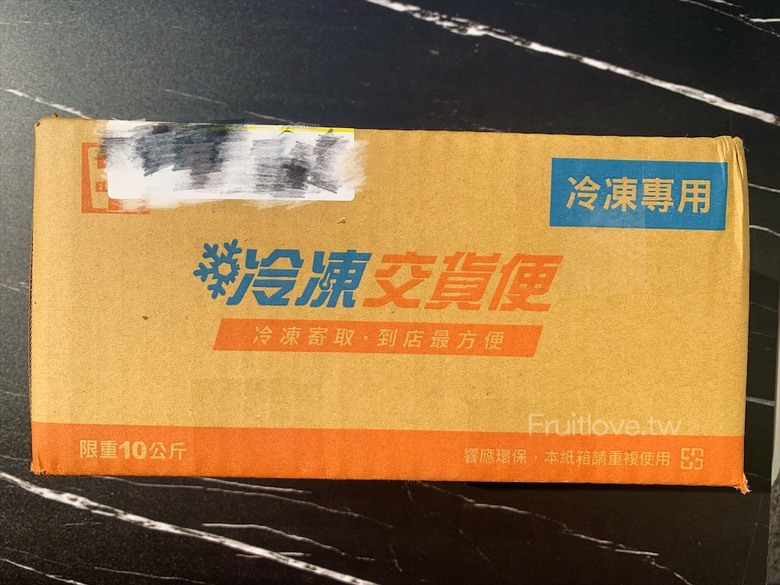 冷凍專用
冷凍交貨便
冷凍寄取·到店最方便
Fruitlove.tw
限重10公斤
響應環保，本紙箱請重複使用